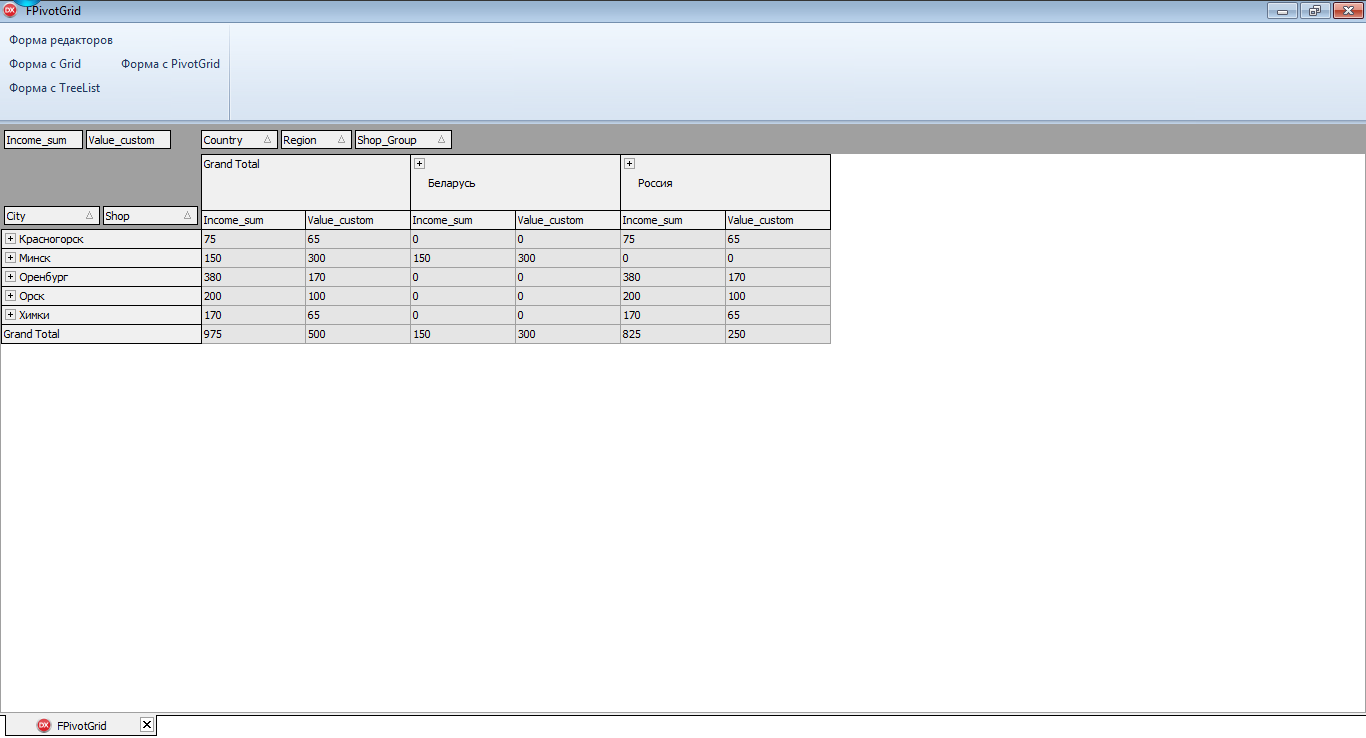 FPivotGrid
Форма редакторов
Форма с Grid Форма с PivotGrid
Форма с TreeList
Income_sum Value_custom Country Region Shop_Group
Grand Total
Беларусь Россия
City Shop
Income_sum Value_custom Income_sum Value_custom Income_sum Value_custom
Красногорск 75 65 0 0 75 65
Минск 150 300 150 300 0 0
Оренбург 380 170 0 0 380 170
Орск 200 100 0 0 200 100
Химки 170 65 0 0 170 65
Grand Total 975 500 150 300 825 250
DX FPivotGrid